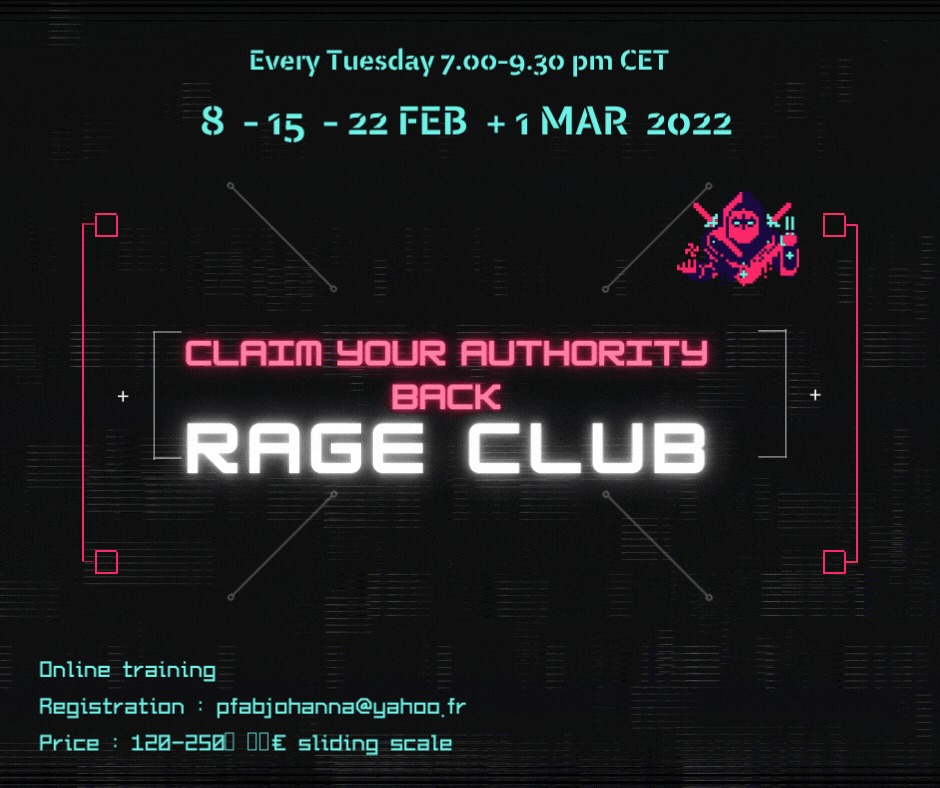 Every Tuesday 7.00-9.30 pm CET
8 - 15 - 22 FEB + 1 MAR 2022
CLAIM YOUR AUTHORITY
BACK
RAGE CLUB
Online training
Registration : pfabjohanna@yahoo.fr
Price : 120-250▯ ▯▯€ sliding scale